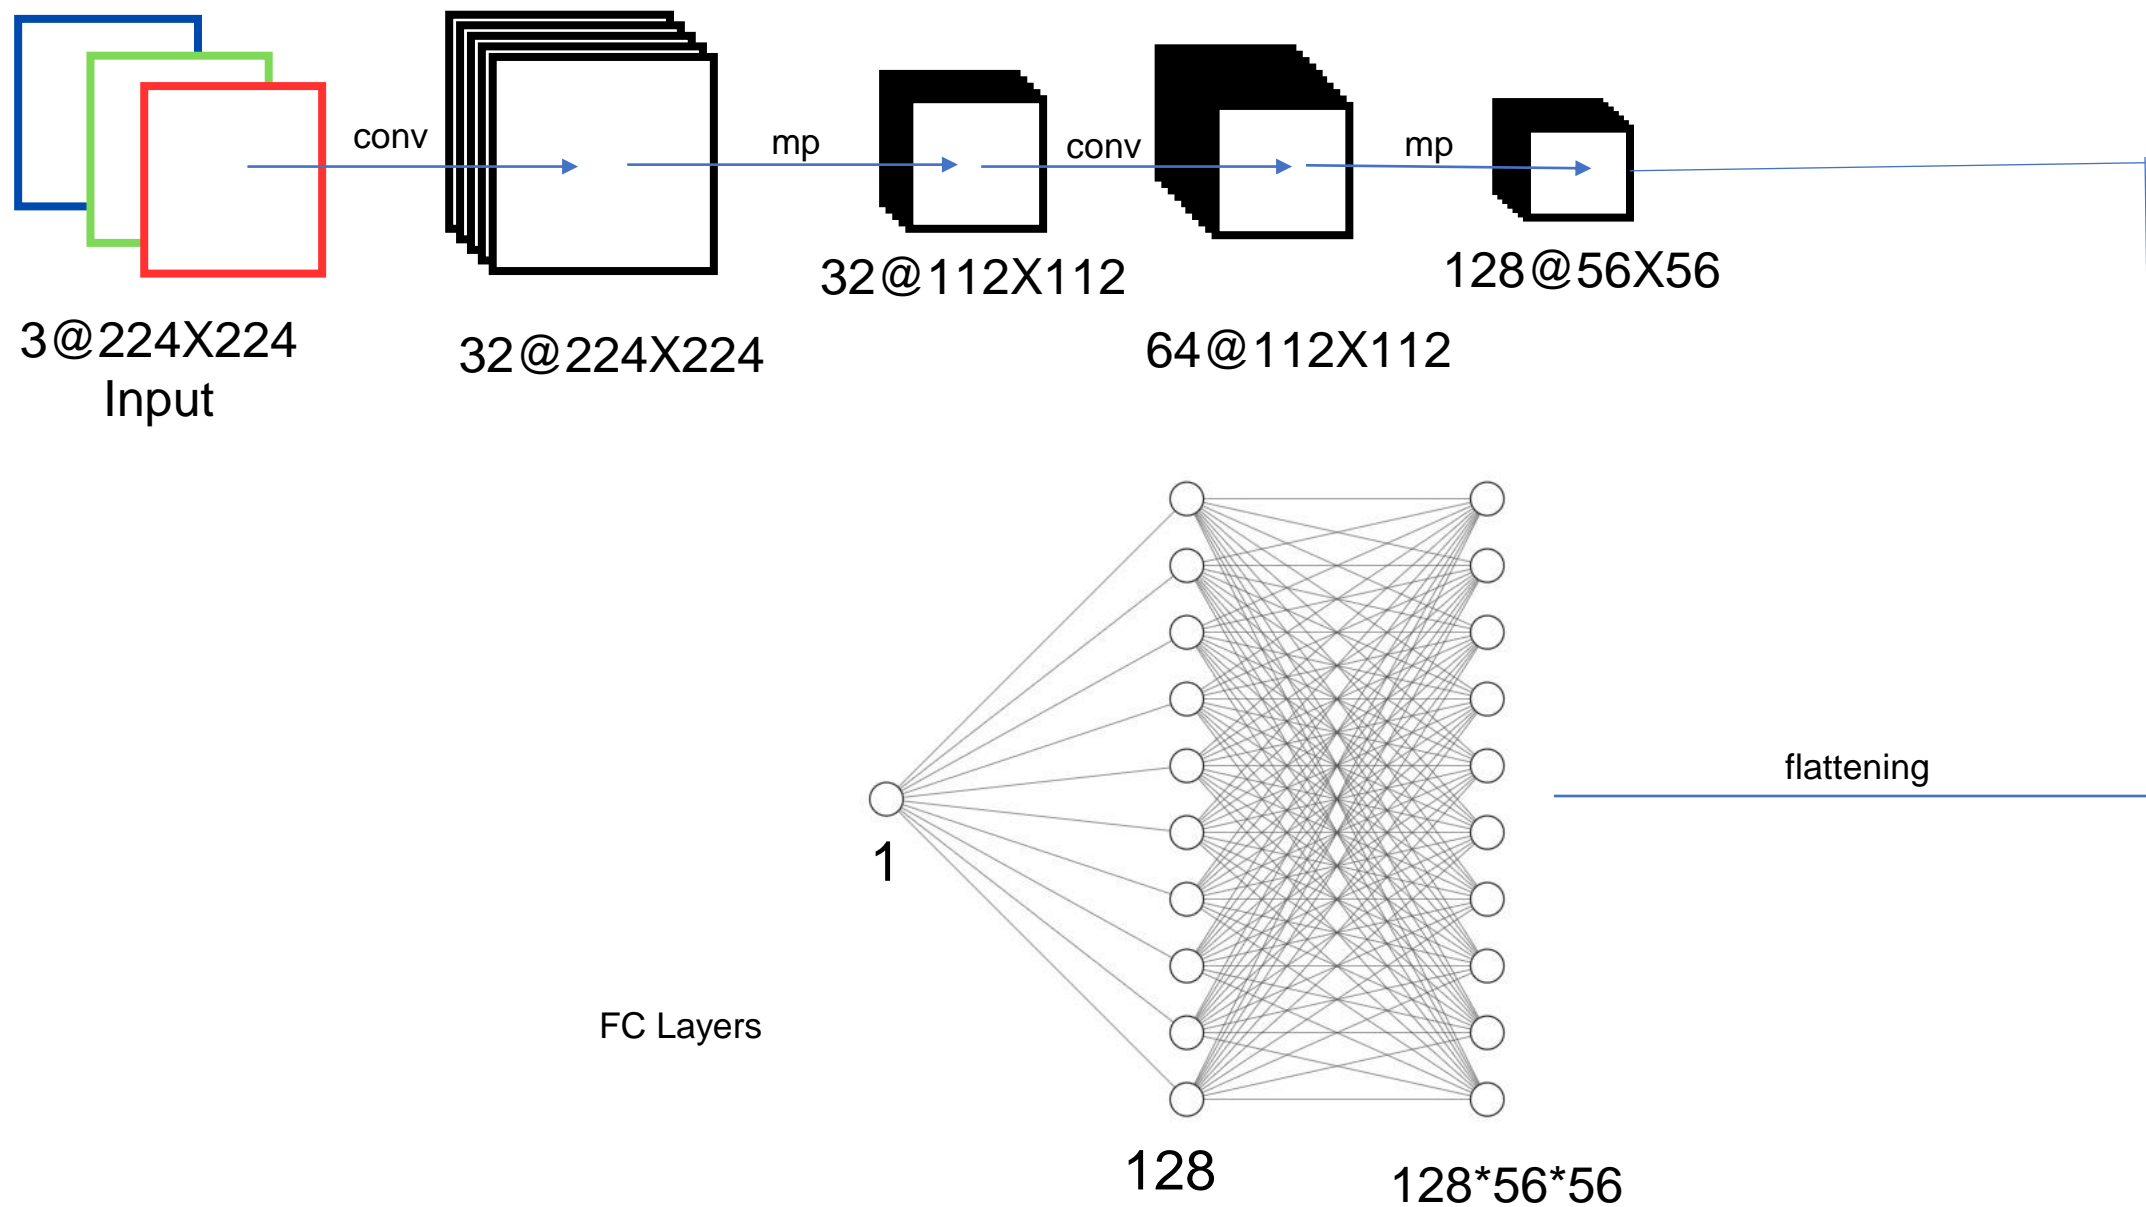 conv
mp
conv
mp
3@224X224
Input
32@224X224
32@112X112
64@112X112
128@56X56
flattening
1
FC Layers
128
128*56*56